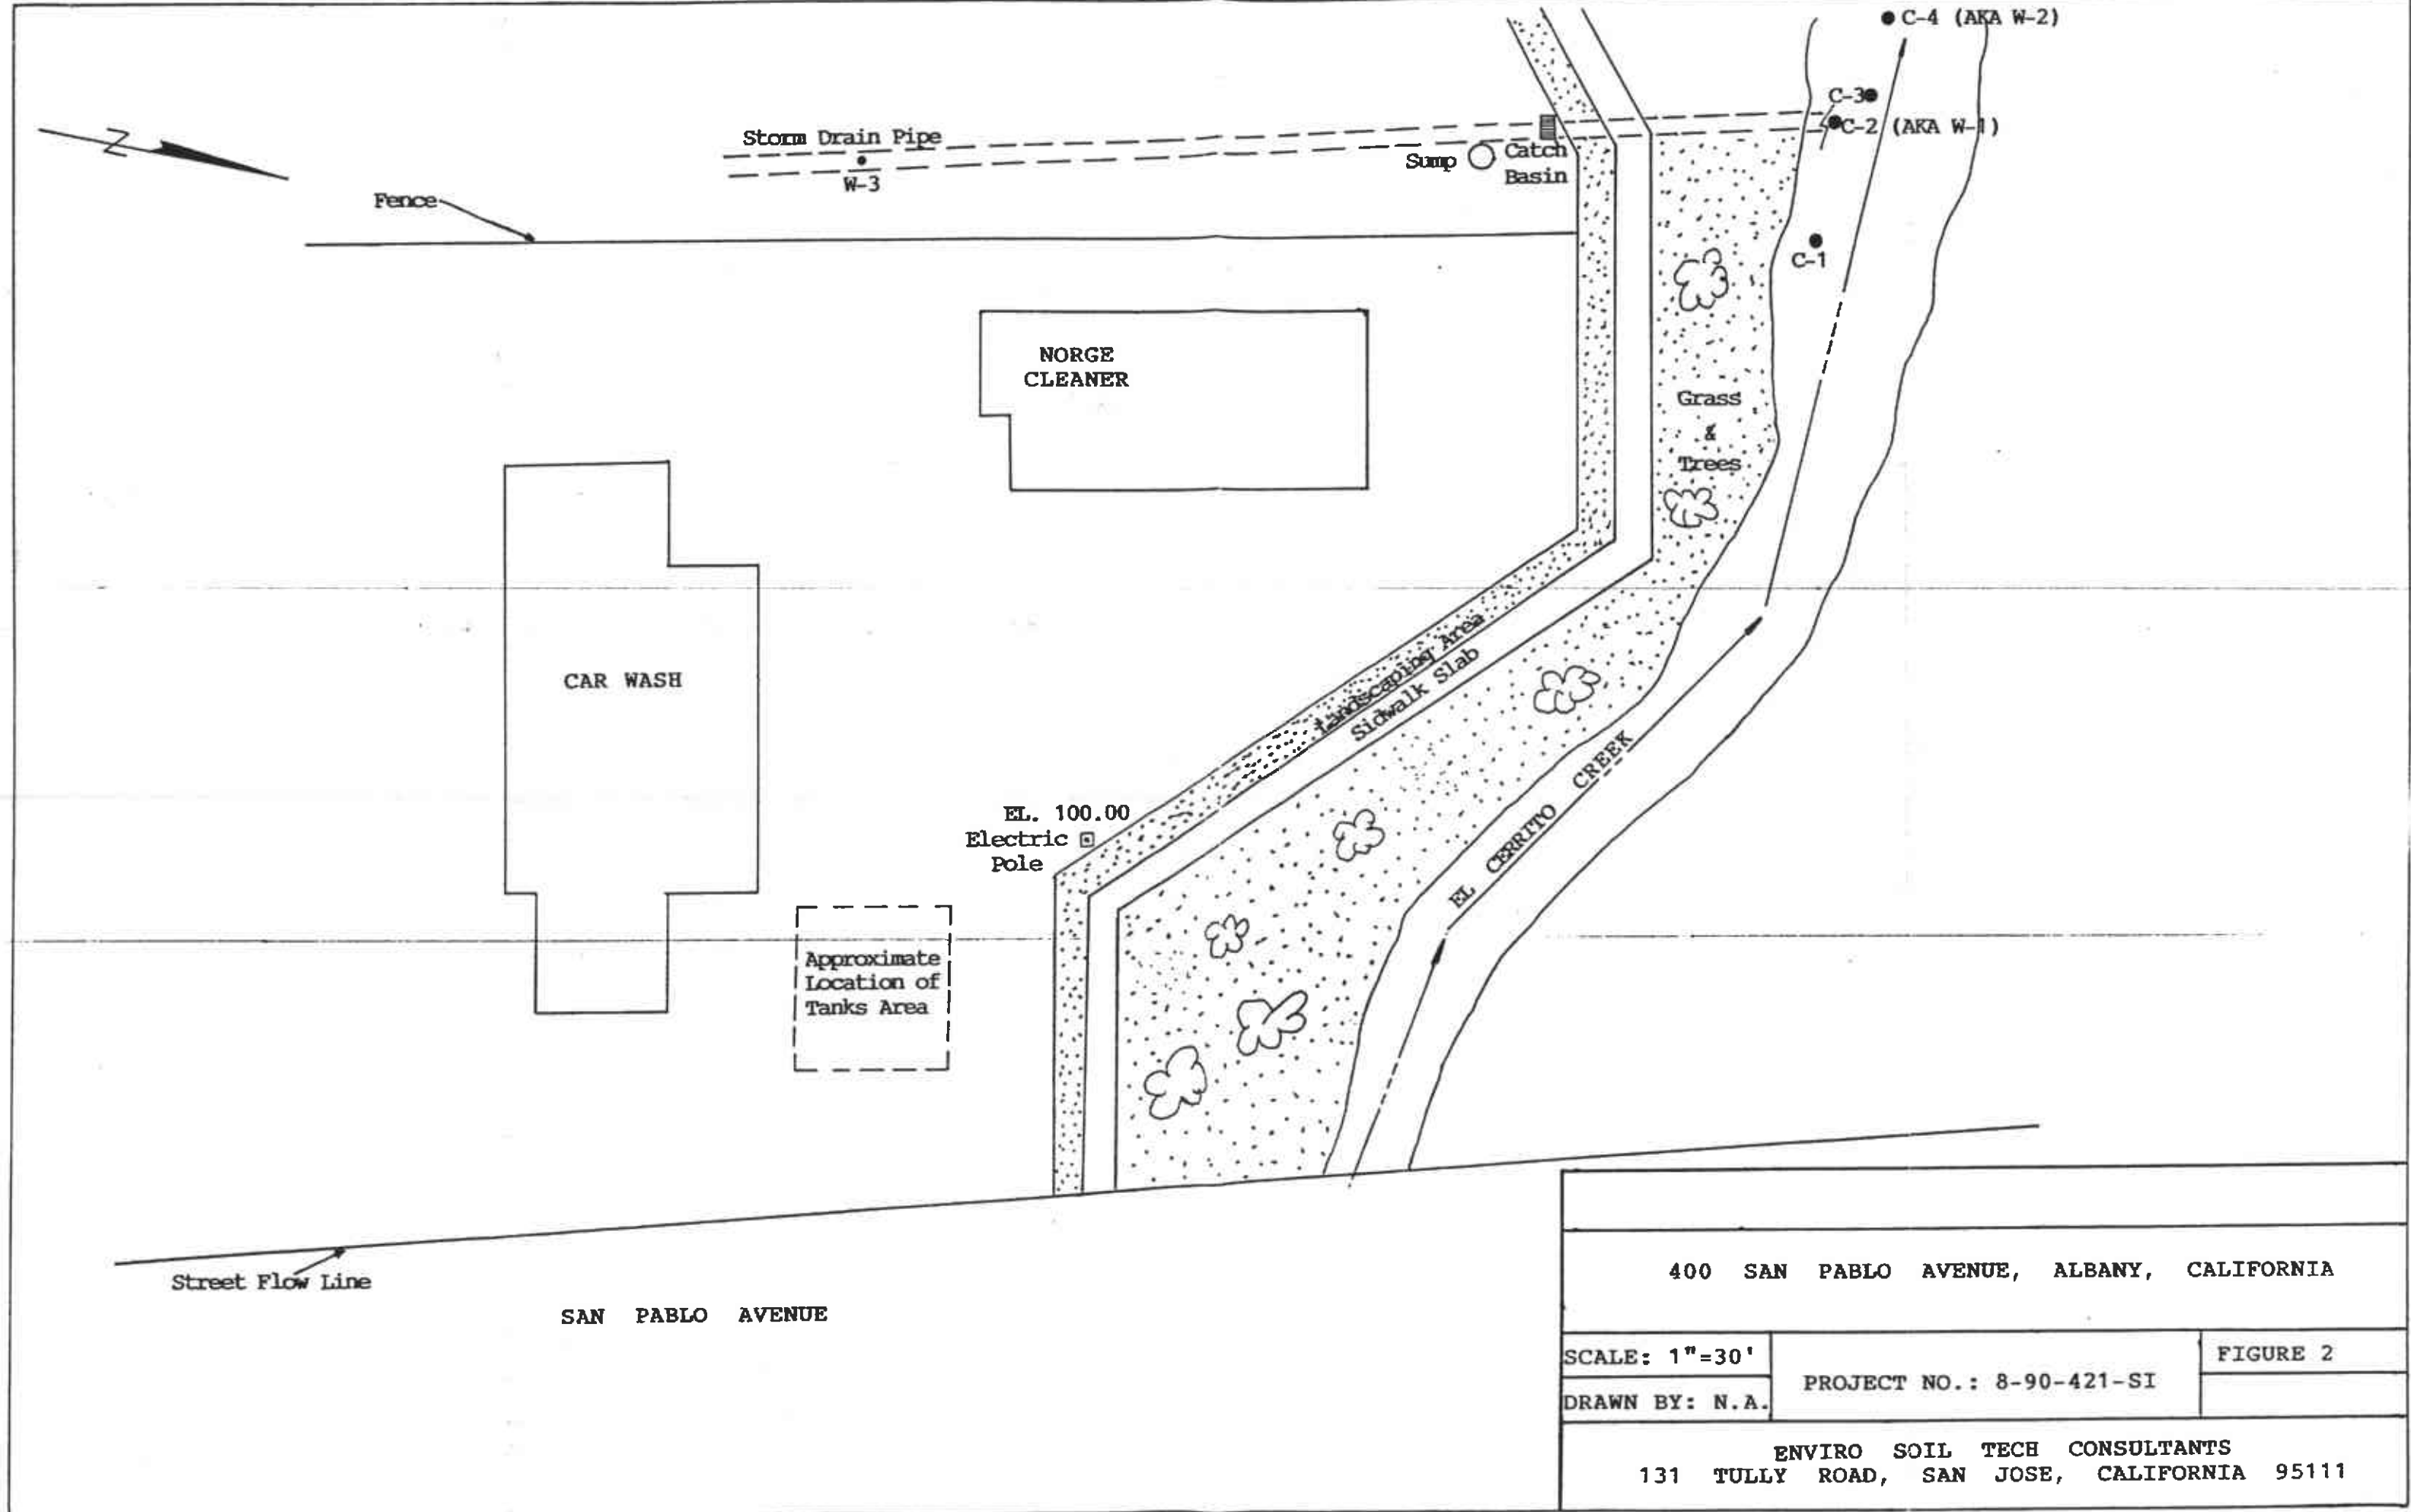 C-4 (AKA W-2)
C-3
C-2 (AKA W-1)
Storm Drain Pipe
W-3
Sump
Catch
Basin
N
Fence
C-1
NORGE
CLEANER
Grass
&
Trees
CAR WASH
Landscaping Area
Sidwalk Slab
EL CERRITO CREEK
EL. 100.00
Electric
Pole
Approximate
Location of
Tanks Area
Street Flow Line
SAN PABLO AVENUE
400 SAN PABLO AVENUE, ALBANY, CALIFORNIA
SCALE: 1"=30'
PROJECT NO.: 8-90-421-SI
FIGURE 2
DRAWN BY: N.A.
ENVIRO SOIL TECH CONSULTANTS
131 TULLY ROAD, SAN JOSE, CALIFORNIA 95111